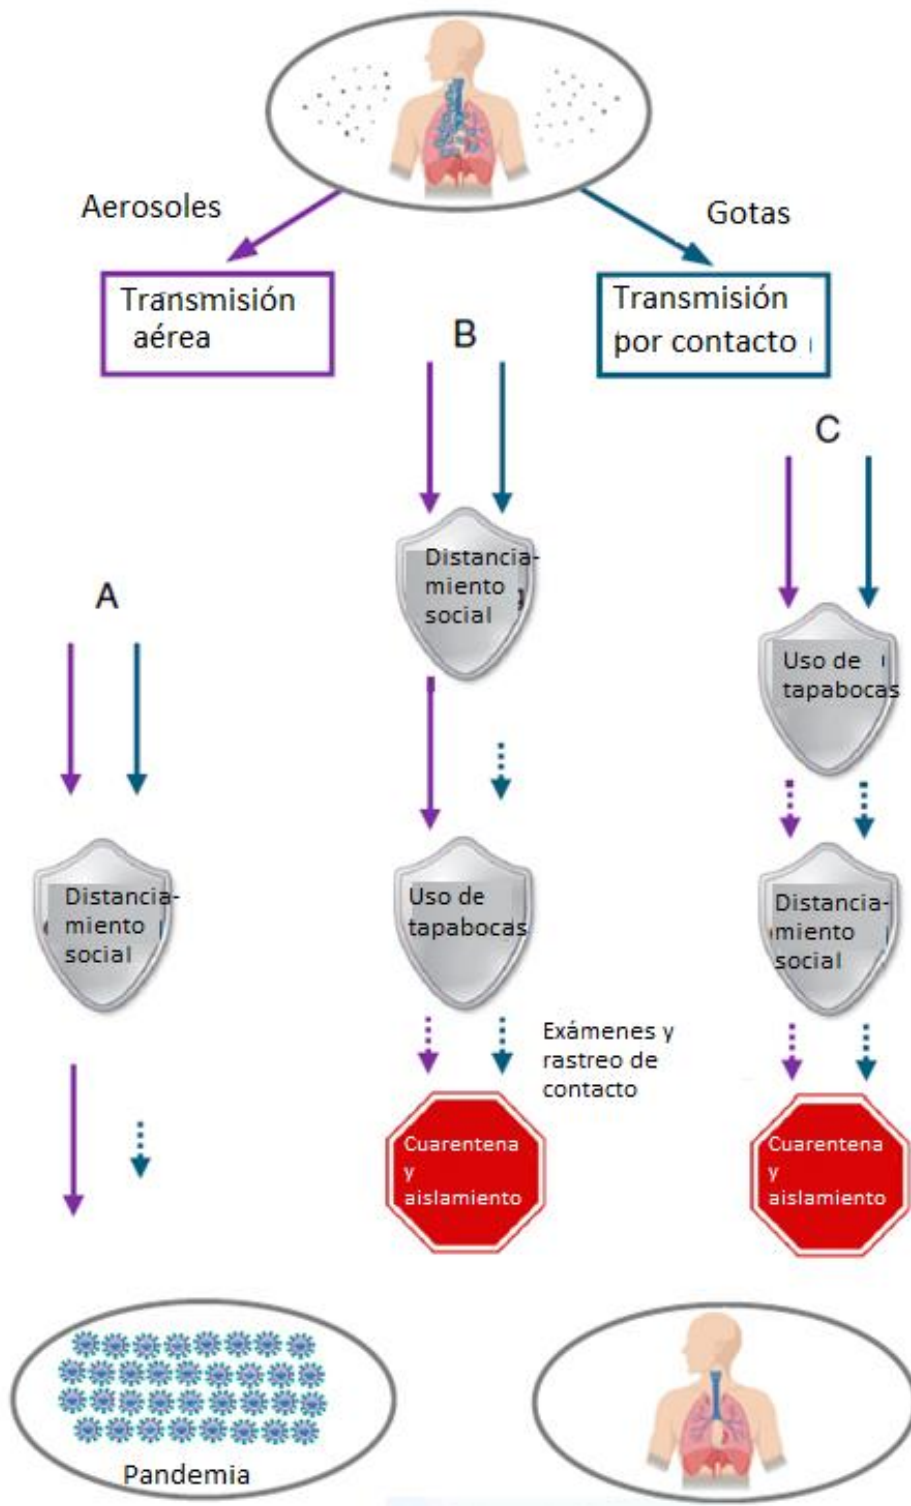 Aerosoles
Gotas
Transmisión
aérea
Transmisión
por contacto
B
C
A
Distancia-
miento
social
Uso de
tapabocas
Distancia-
miento
social
Uso de
tapabocas
Distancia-
miento
social
Exámenes y
rastreo de
contacto
Cuarentena
y
aislamiento
Cuarentena
y
aislamiento
Pandemia